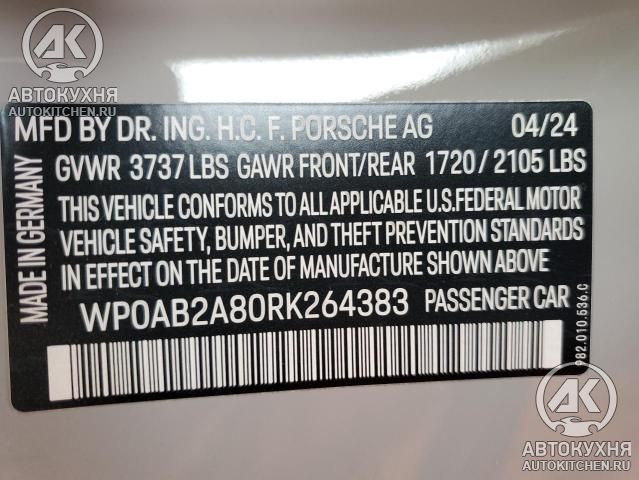 AK
АВТОКУХНЯ
AUTOKITCHEN.RU
MFD BY DR. ING. H.C. F. PORSCHE AG 04/24
GVWR 3737 LBS GAWR FRONT/REAR 1720 / 2105 LBS
THIS VEHICLE CONFORMS TO ALL APPLICABLE U.S.FEDERAL MOTOR
VEHICLE SAFETY, BUMPER, AND THEFT PREVENTION STANDARDS
IN EFFECT ON THE DATE OF MANUFACTURE SHOWN ABOVE
WP0AB2A80RK264383 PASSENGER CAR
MADE IN GERMANY
982.010.536.C
AK
АВТОКУХНЯ
AUTOKITCHEN.RU